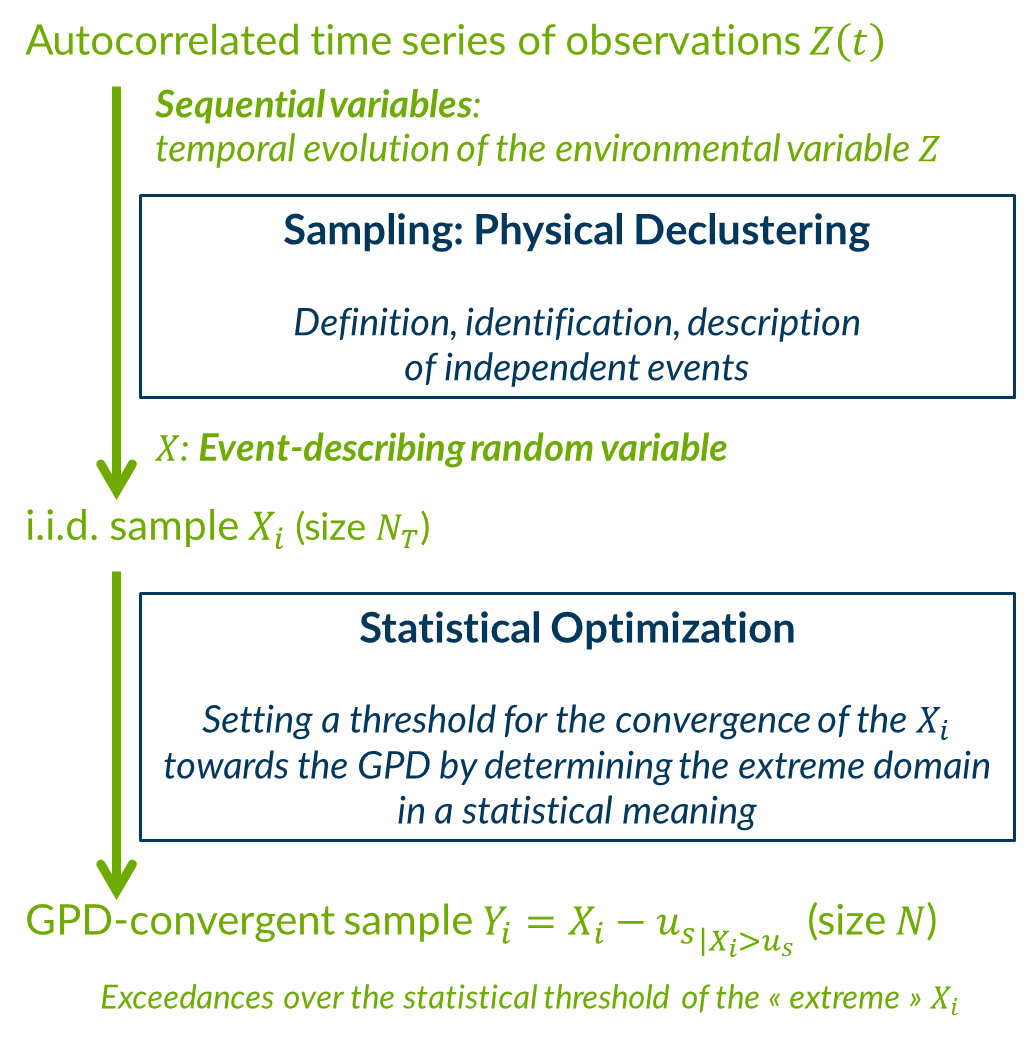 Autocorrelated time series of observations Z(t)
Sequential variables:
temporal evolution of the environmental variable Z
Sampling: Physical Declustering
Definition, identification, description
of independent events
X: Event-describing random variable
i.i.d. sample X_i (size N_T)
Statistical Optimization
Setting a threshold for the convergence of the X_i
towards the GPD by determining the extreme domain
in a statistical meaning
GPD-convergent sample Y_i = X_i − u_{s|X_i>u_s} (size N)
Exceedances over the statistical threshold of the « extreme » X_i